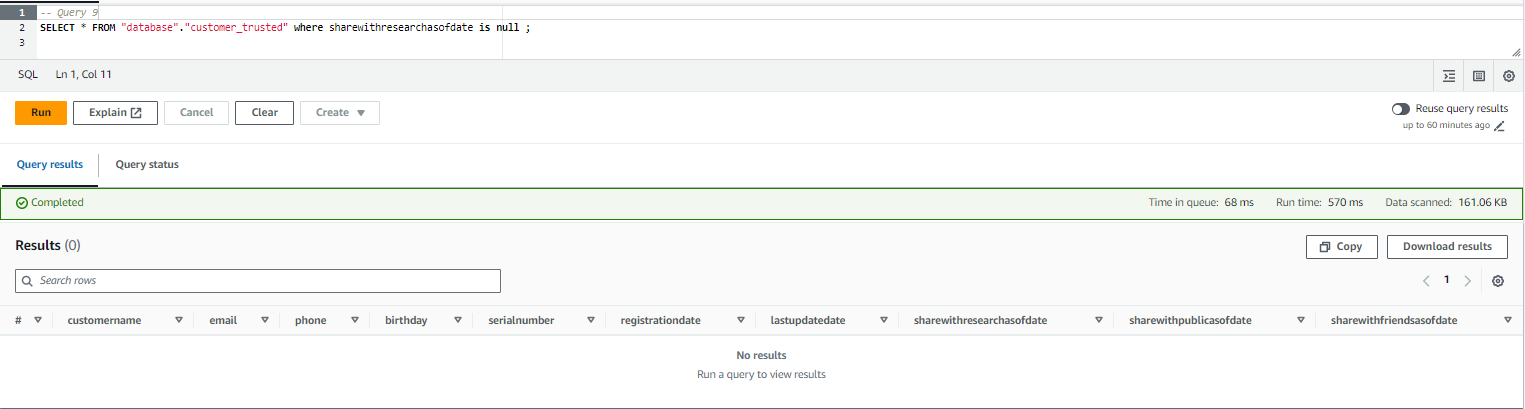 1 -- Query 9
2 SELECT * FROM "database"."customer_trusted" where sharewithresearchasofdate is null ;
3
SQL Ln 1, Col 11
Run Explain Cancel Clear Create Reuse query results
up to 60 minutes ago
Query results Query status
Completed Time in queue: 68 ms Run time: 570 ms Data scanned: 161.06 KB
Results (0) Copy Download results
Search rows 1
# customername email phone birthday serialnumber registrationdate lastupdatedate sharewithresearchasofdate sharewithpublicasofdate sharewithfriendsasofdate
No results
Run a query to view results